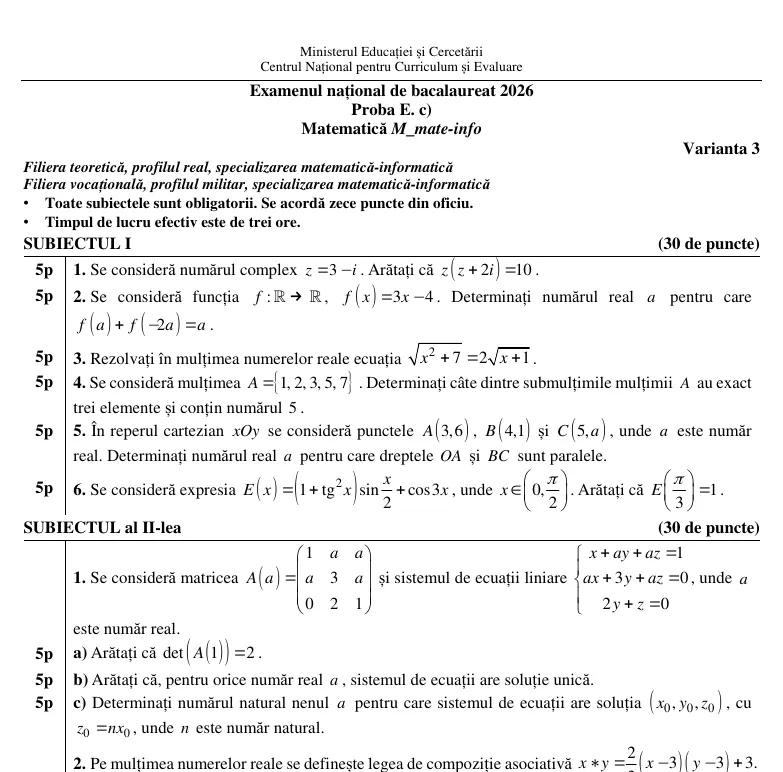 Ministerul Educației și Cercetării
Centrul Național pentru Curriculum și Evaluare
Examenul național de bacalaureat 2026
Proba E. c)
Matematică M_mate-info
Varianta 3
Filiera teoretică, profilul real, specializarea matematică-informatică
Filiera vocațională, profilul militar, specializarea matematică-informatică
• Toate subiectele sunt obligatorii. Se acordă zece puncte din oficiu.
• Timpul de lucru efectiv este de trei ore.
SUBIECTUL I (30 de puncte)
5p 1. Se consideră numărul complex z = 3 − i . Arătați că z(z + 2i) = 10 .
5p 2. Se consideră funcția f : ℝ → ℝ, f(x) = 3x − 4 . Determinați numărul real a pentru care
f(a) + f(−2a) = a .
5p 3. Rezolvați în mulțimea numerelor reale ecuația √(x² + 7) = 2√(x + 1) .
5p 4. Se consideră mulțimea A = {1, 2, 3, 5, 7} . Determinați câte dintre submulțimile mulțimii A au exact
trei elemente și conțin numărul 5 .
5p 5. În reperul cartezian xOy se consideră punctele A(3,6) , B(4,1) și C(5,a) , unde a este număr
real. Determinați numărul real a pentru care dreptele OA și BC sunt paralele.
5p 6. Se consideră expresia E(x) = (1 + tg²x) sin x/2 + cos 3x , unde x ∈ (0, π/2) . Arătați că E(π/3) = 1 .
SUBIECTUL al II-lea (30 de puncte)
1. Se consideră matricea A(a) = (1 a a; a 3 a; 0 2 1) și sistemul de ecuații liniare { x + ay + az = 1; ax + 3y + az = 0; 2y + z = 0 , unde a
este număr real.
5p a) Arătați că det(A(1)) = 2 .
5p b) Arătați că, pentru orice număr real a , sistemul de ecuații are soluție unică.
5p c) Determinați numărul natural nenul a pentru care sistemul de ecuații are soluția (x₀, y₀, z₀) , cu
z₀ = nx₀ , unde n este număr natural.
2. Pe mulțimea numerelor reale se definește legea de compoziție asociativă x ∗ y = 2/ (x − 3)(y − 3) + 3.